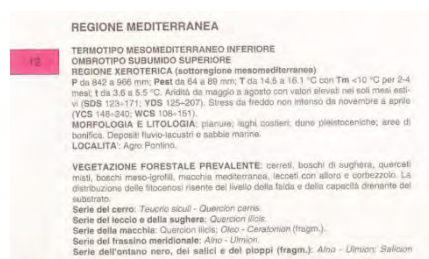 REGIONE MEDITERRANEA
12
TERMOTIPO MESOMEDITERRANEO INFERIORE
OMBROTIPO SUBUMIDO SUPERIORE
REGIONE XEROTERICA (sottoregione mesomediterranea)
P da 842 a 966 mm; Pest da 64 a 89 mm; T da 14.5 a 16.1 °C con Tm <10 °C per 2-4
mesi; t da 3.6 a 5.5 °C. Aridità da maggio a agosto con valori elevati nei soli mesi esti-
vi (SDS 123÷171; YDS 125÷207). Stress da freddo non intenso da novembre a aprile
(YCS 148÷240; WCS 108÷151).
MORFOLOGIA E LITOLOGIA: pianure; laghi costieri; dune pleistoceniche; aree di
bonifica. Depositi fluvio-lacustri e sabbie marine.
LOCALITA': Agro Pontino.
VEGETAZIONE FORESTALE PREVALENTE: cerreti, boschi di sughera, querceti
misti, boschi meso-igrofili, macchia mediterranea, lecceti con alloro e corbezzolo. La
distribuzione delle fitocenosi risente del livello della falda e della capacità drenante del
substrato.
Serie del cerro: Teucrio siculi - Quercion cerris.
Serie del leccio e della sughera: Quercion ilicis.
Serie della macchia: Quercion ilicis; Oleo - Ceratonion (fragm.).
Serie del frassino meridionale: Alno - Ulmion.
Serie dell'ontano nero, dei salici e dei pioppi (fragm.): Alno - Ulmion; Salicion